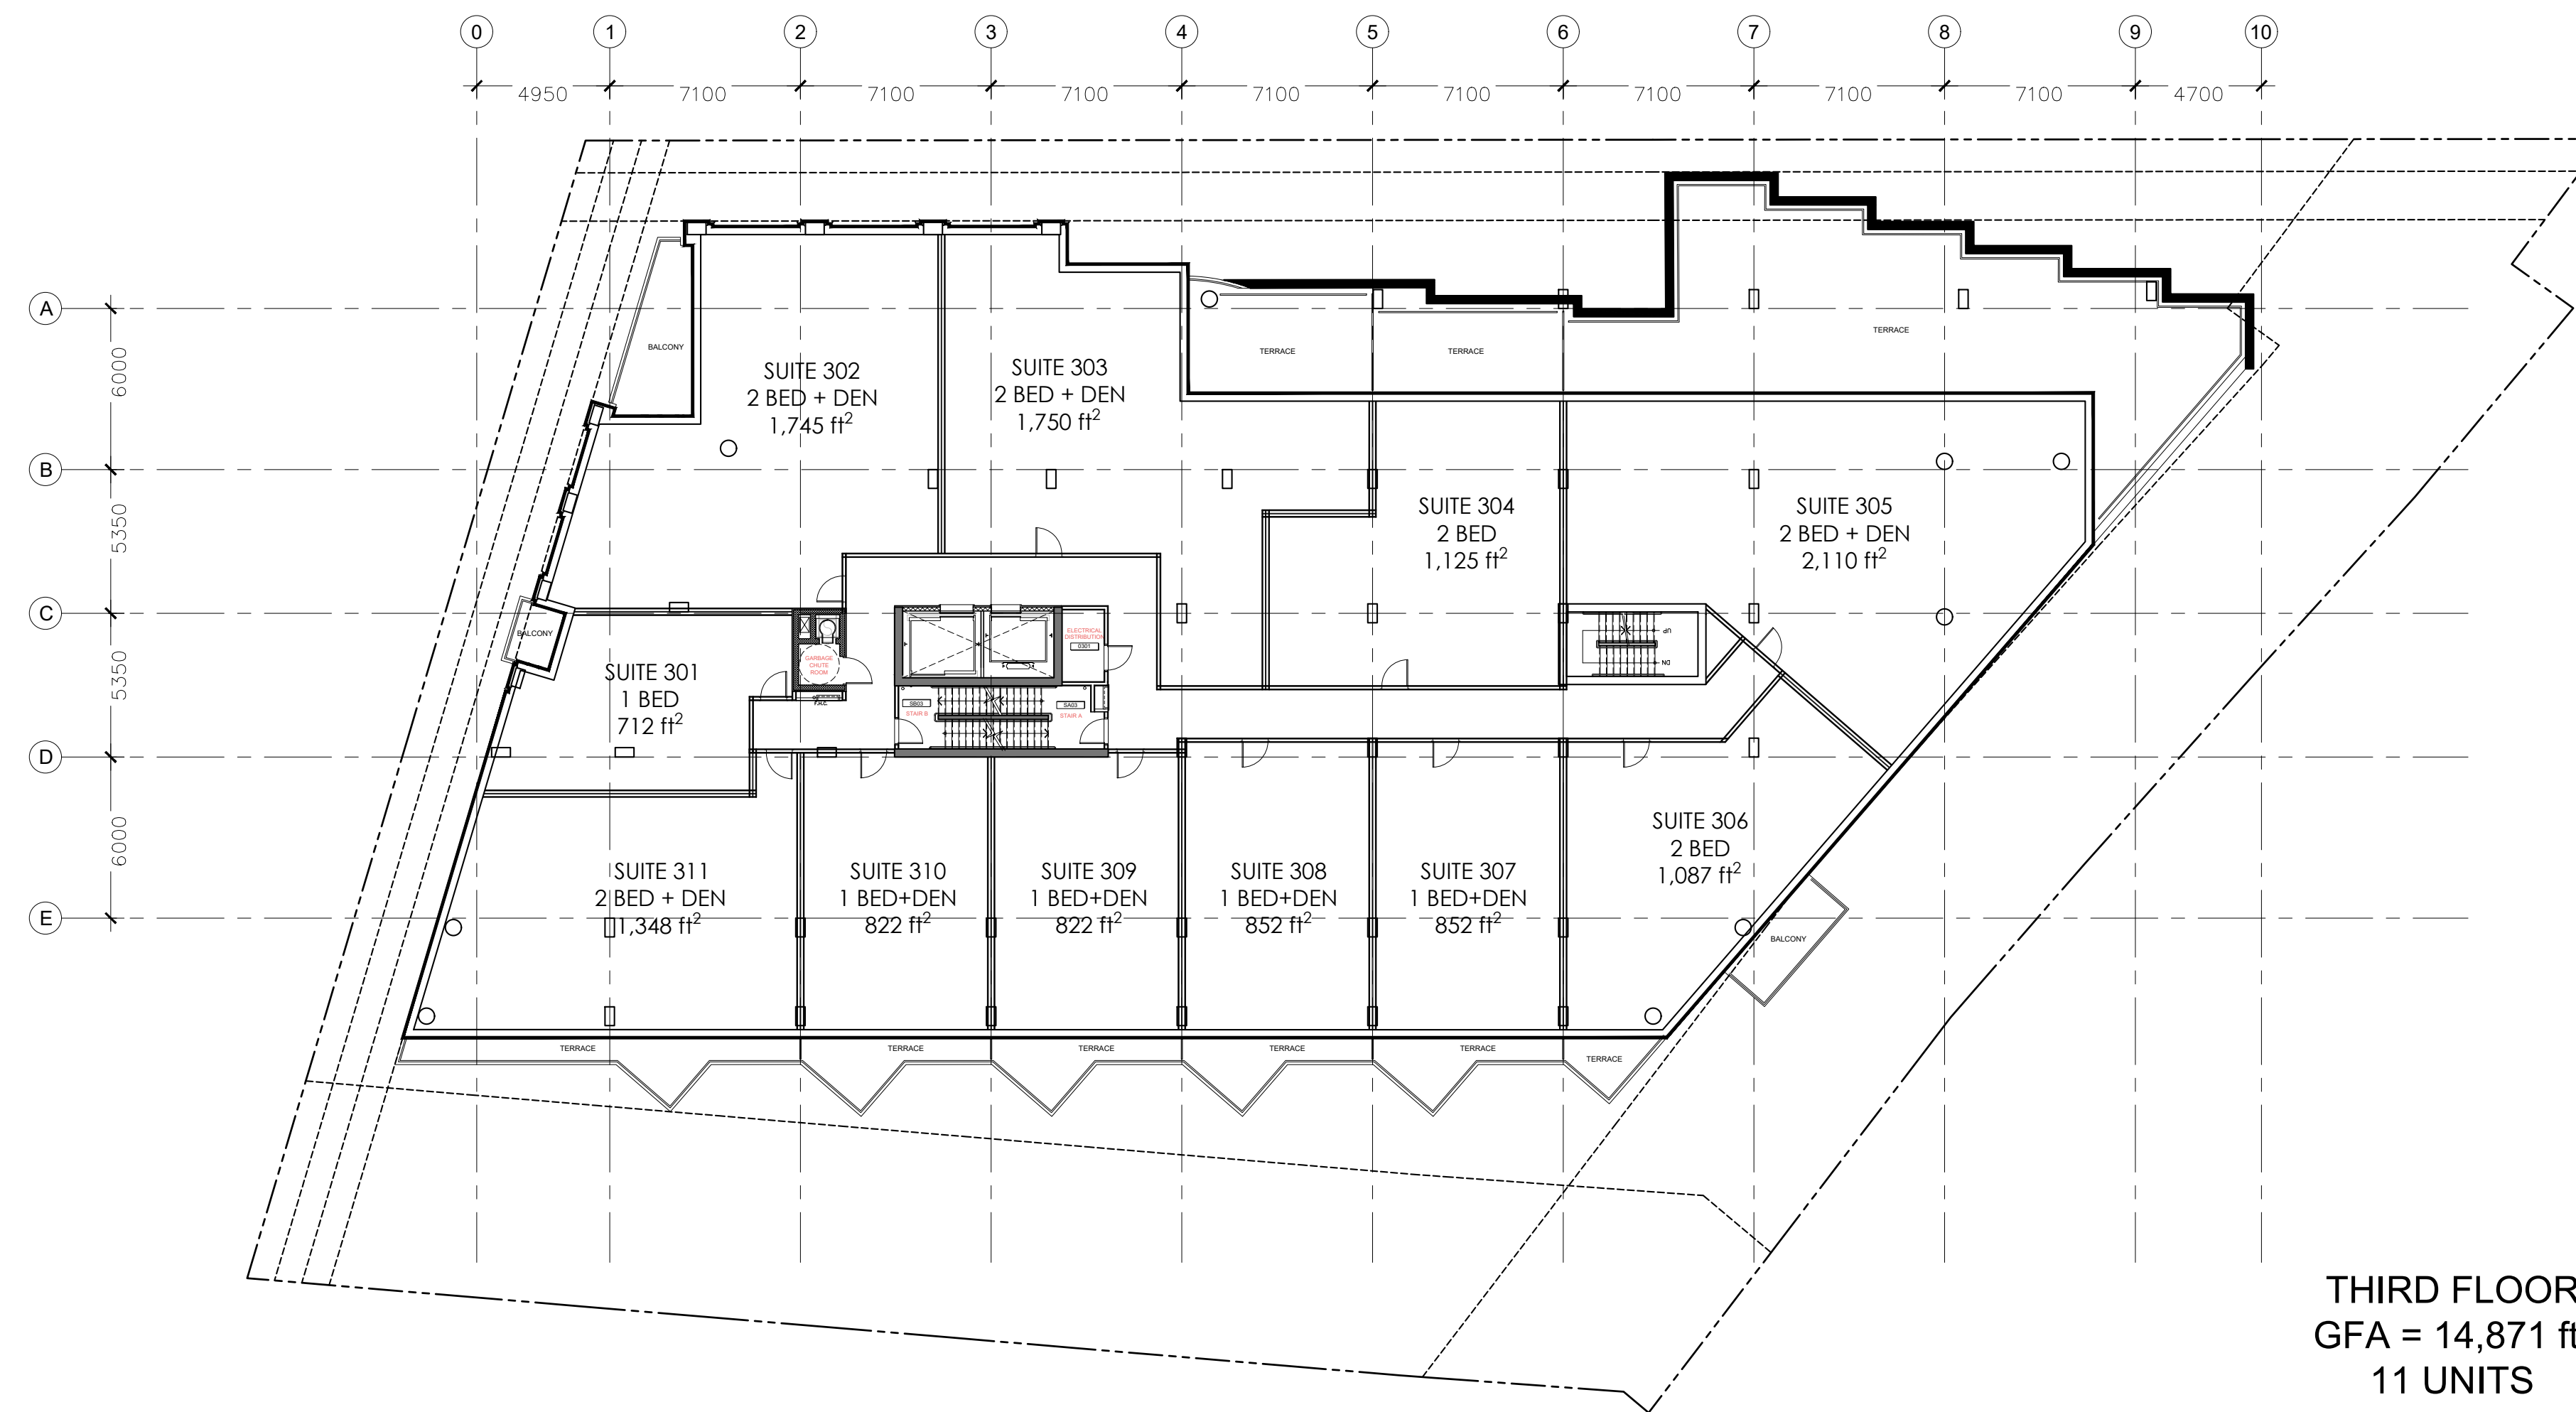 0 1 2 3 4 5 6 7 8 9 10
4950 7100 7100 7100 7100 7100 7100 7100 7100 4700
A
B
C
D
E
6000
5350
5350
6000
BALCONY
SUITE 302
2 BED + DEN
1,745 ft²
SUITE 303
2 BED + DEN
1,750 ft²
TERRACE
TERRACE
TERRACE
SUITE 304
2 BED
1,125 ft²
SUITE 305
2 BED + DEN
2,110 ft²
BALCONY
SUITE 301
1 BED
712 ft²
GARBAGE
CHUTE
ROOM
F.H.C.
ELECTRICAL
DISTRIBUTION
0301
SB03
STAIR B
SA03
STAIR A
UP
DN
SUITE 311
2 BED + DEN
1,348 ft²
SUITE 310
1 BED+DEN
822 ft²
SUITE 309
1 BED+DEN
822 ft²
SUITE 308
1 BED+DEN
852 ft²
SUITE 307
1 BED+DEN
852 ft²
SUITE 306
2 BED
1,087 ft²
BALCONY
TERRACE
TERRACE
TERRACE
TERRACE
TERRACE
TERRACE
THIRD FLOOR
GFA = 14,871 ft
11 UNITS